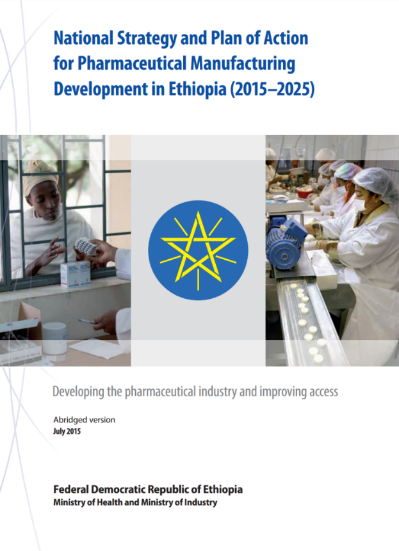 National Strategy and Plan of Action
for Pharmaceutical Manufacturing
Development in Ethiopia (2015–2025)
Developing the pharmaceutical industry and improving access
Abridged version
July 2015
Federal Democratic Republic of Ethiopia
Ministry of Health and Ministry of Industry